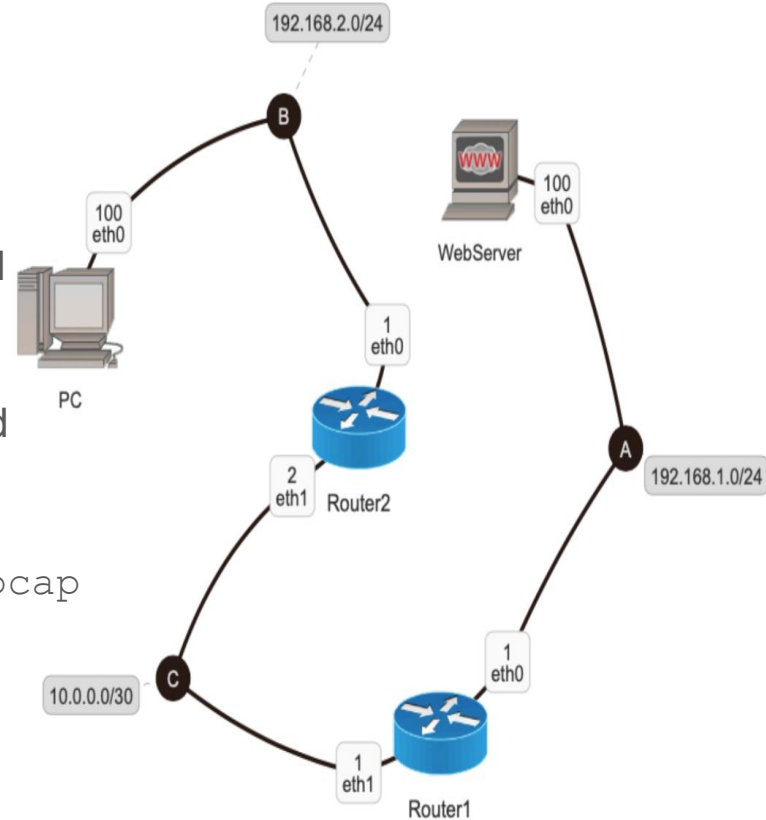 192.168.2.0/24
B
WWW
100
eth0
WebServer
100
eth0
1
eth0
PC
A
192.168.1.0/24
2
eth1
Router2
C
10.0.0.0/30
1
eth0
1
eth1
Router1